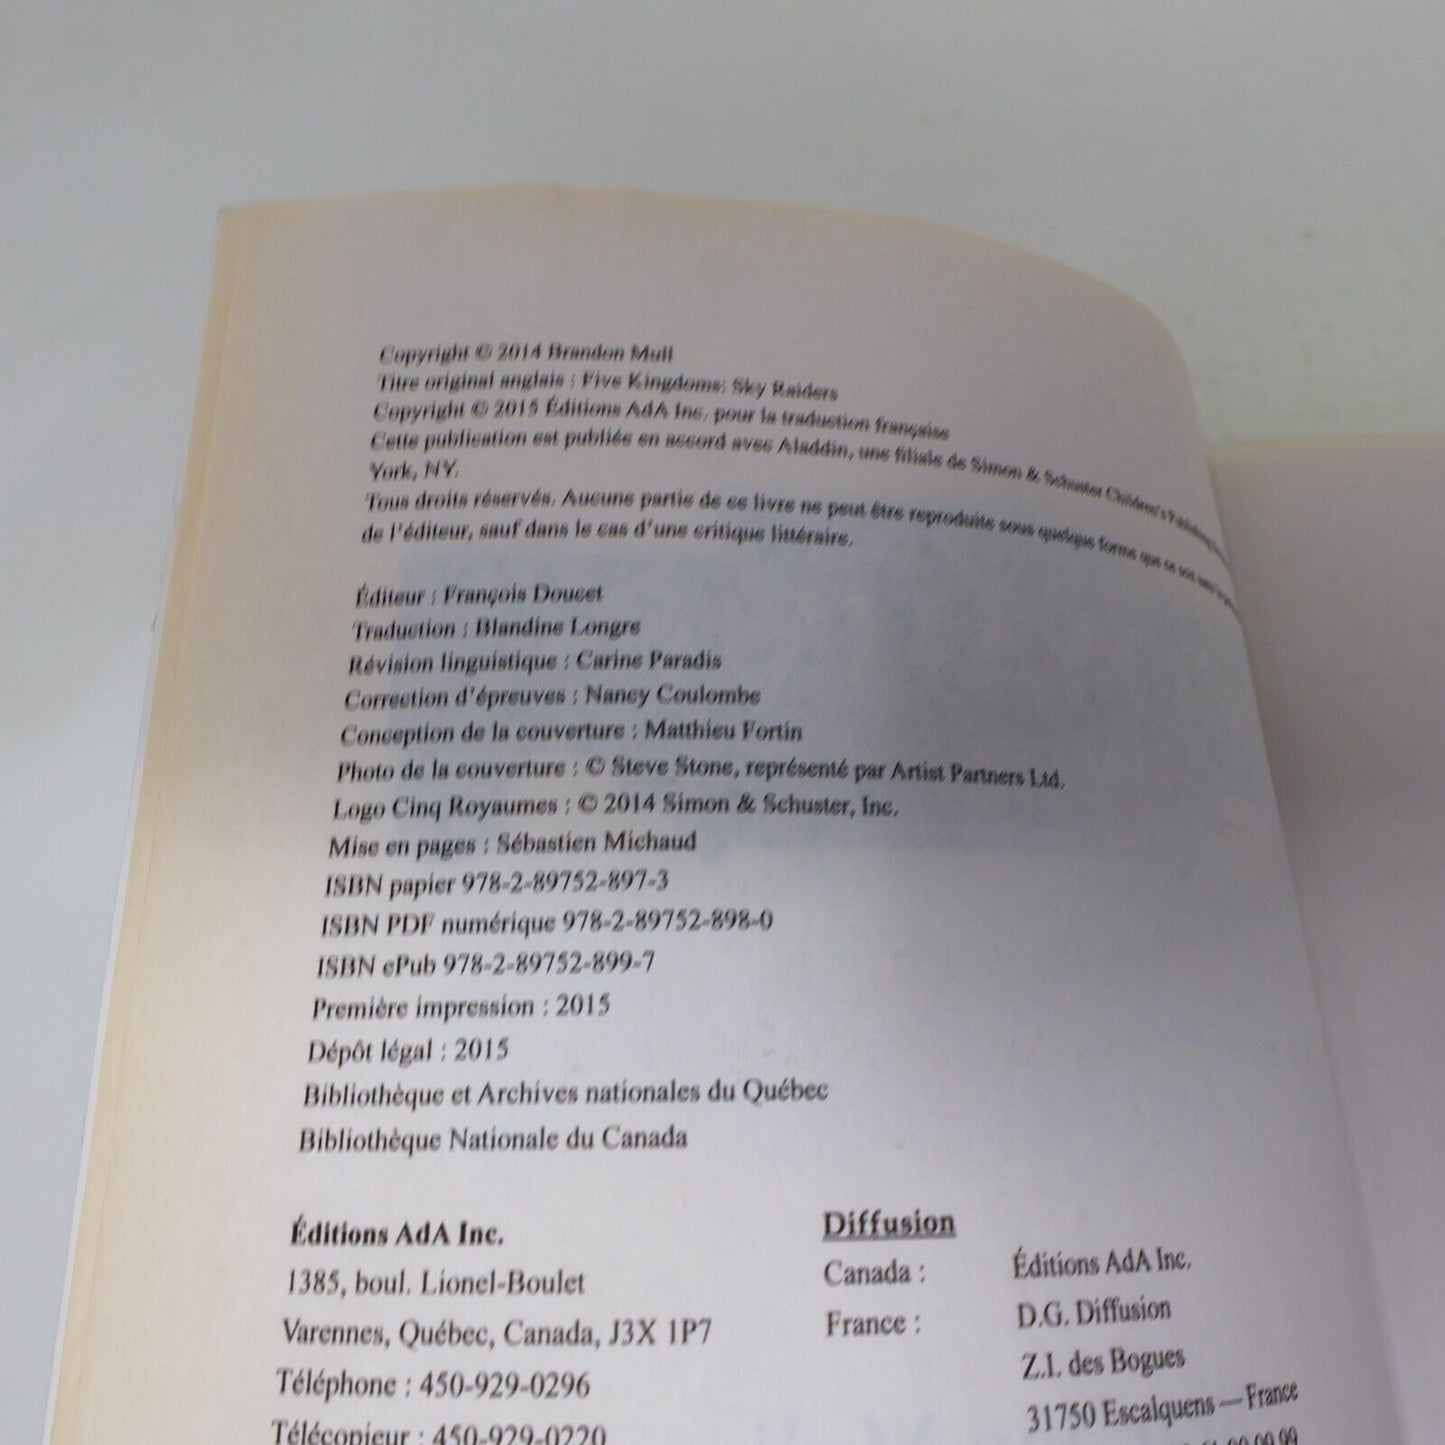 Copyright © 2014 Brandon Mull
Titre original anglais : Five Kingdoms: Sky Raiders
Copyright © 2015 Éditions AdA Inc. pour la traduction française
Cette publication est publiée en accord avec Aladdin, une filiale de Simon & Schuster Children's Publishing
York, NY.
Tous droits réservés. Aucune partie de ce livre ne peut être reproduite sous quelque forme que ce soit sans la
de l'éditeur, sauf dans le cas d'une critique littéraire.
Éditeur : François Doucet
Traduction : Blandine Longre
Révision linguistique : Carine Paradis
Correction d'épreuves : Nancy Coulombe
Conception de la couverture : Matthieu Fortin
Photo de la couverture : © Steve Stone, représenté par Artist Partners Ltd.
Logo Cinq Royaumes : © 2014 Simon & Schuster, Inc.
Mise en pages : Sébastien Michaud
ISBN papier 978-2-89752-897-3
ISBN PDF numérique 978-2-89752-898-0
ISBN ePub 978-2-89752-899-7
Première impression : 2015
Dépôt légal : 2015
Bibliothèque et Archives nationales du Québec
Bibliothèque Nationale du Canada
Éditions AdA Inc.
1385, boul. Lionel-Boulet
Varennes, Québec, Canada, J3X 1P7
Téléphone : 450-929-0296
Télécopieur : 450-929-0220
Diffusion
Canada : Éditions AdA Inc.
France : D.G. Diffusion
Z.I. des Bogues
31750 Escalquens — France